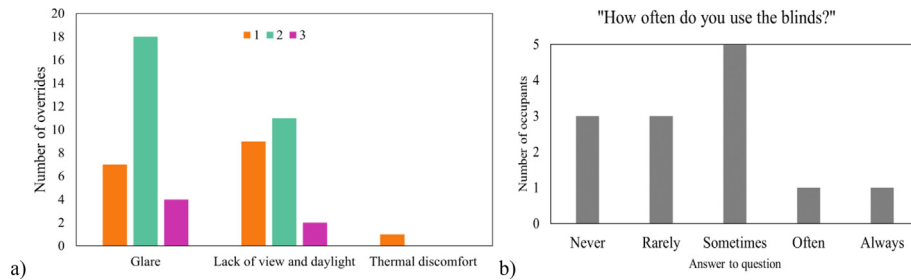 20
18
16
14
12
10
8
6
4
2
0
Number of overrides
1 2 3
Glare Lack of view and daylight Thermal discomfort
a)
"How often do you use the blinds?"
5
4
3
2
1
0
Number of occupants
Never Rarely Sometimes Often Always
Answer to question
b)